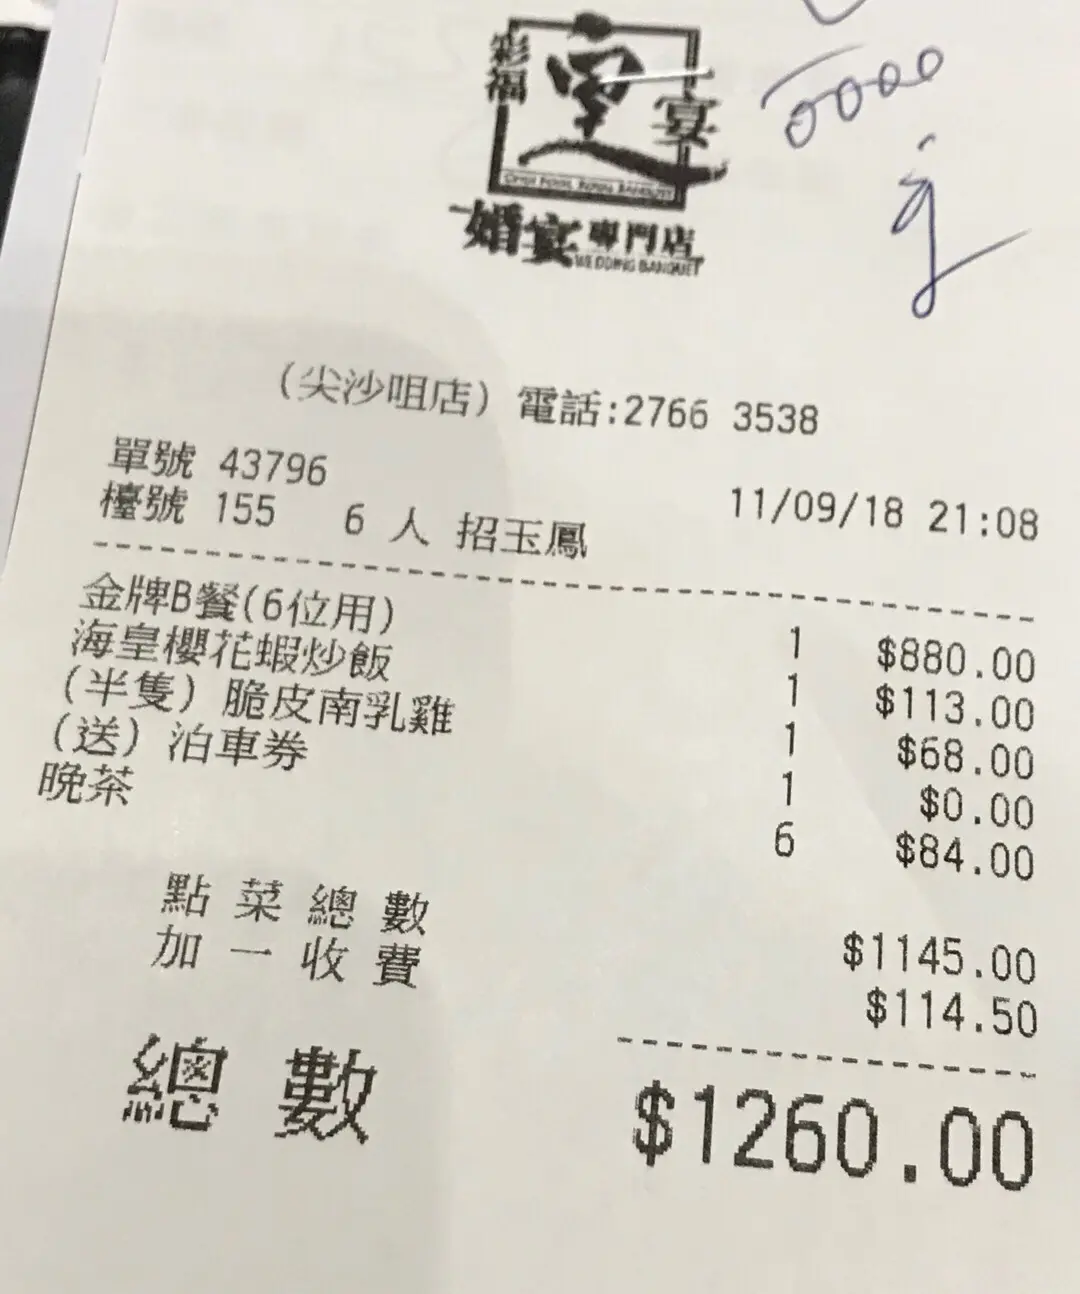 彩福 皇 宴
婚宴專門店
WEDDING BANQUET
(尖沙咀店) 電話:2766 3538
單號 43796
11/09/18 21:08
檯號 155 6 人 招玉鳳
金牌B餐(6位用) 1 $880.00
海皇櫻花蝦炒飯 1 $113.00
(半隻) 脆皮南乳雞 1 $68.00
(送) 泊車券 1 $0.00
晚茶 6 $84.00
點菜總數 $1145.00
加一收費 $114.50
總數 $1260.00